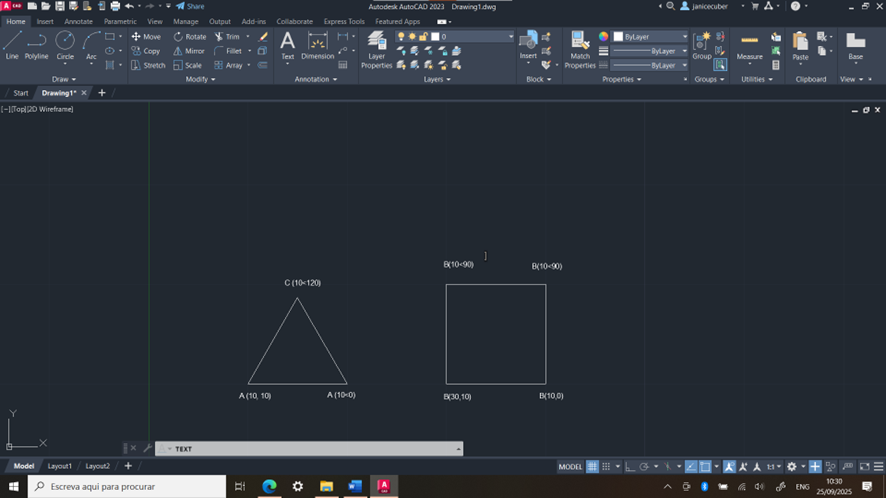 Share
Autodesk AutoCAD 2023 Drawing1.dwg
janicecuber
Home Insert Annotate Parametric View Manage Output Add-ins Collaborate Express Tools Featured Apps
Line Polyline Circle Arc
Move Rotate Trim
Copy Mirror Fillet
Stretch Scale Array
Text Dimension
Layer Properties
0
Insert
Match Properties
ByLayer
ByLayer
ByLayer
Group
Measure
Paste
Base
Draw Modify Annotation Layers Block Properties Groups Utilities Clipboard View
Start Drawing1*
[−][Top][2D Wireframe]
B(10<90) B(10<90)
C (10<120)
A (10, 10) A (10<0) B(30,10) B(10,0)
Y
X
TEXT
Model Layout1 Layout2
MODEL 1:1
Escreva aqui para procurar
ENG
10:30
25/09/2025